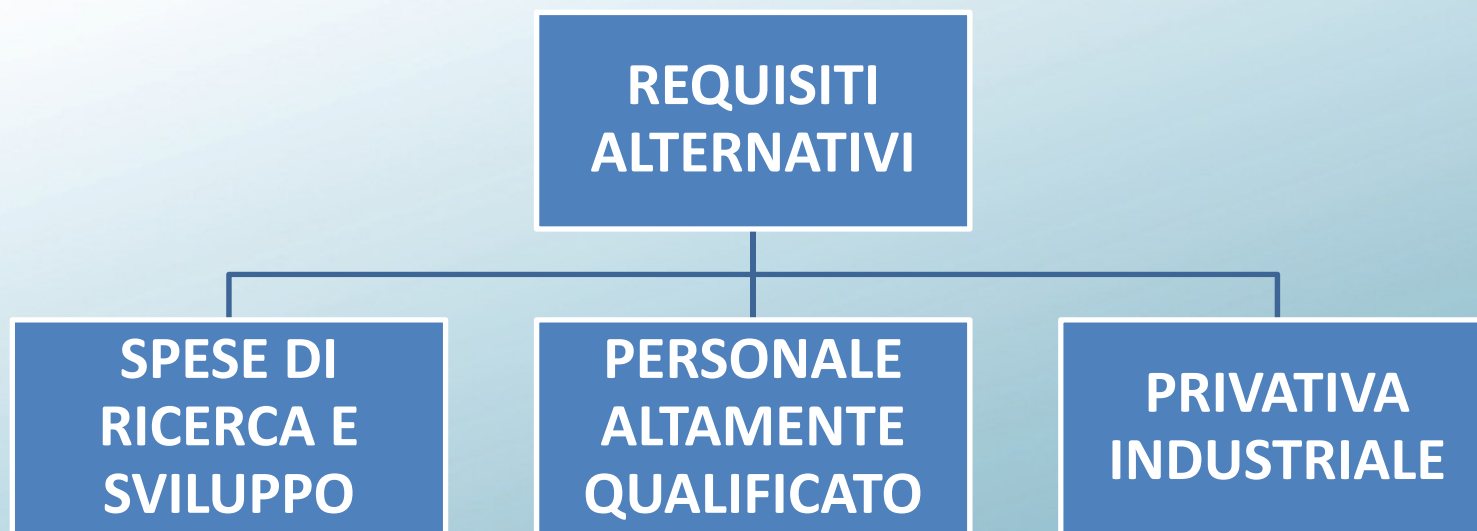 REQUISITI
ALTERNATIVI
SPESE DI
RICERCA E
SVILUPPO
PERSONALE
ALTAMENTE
QUALIFICATO
PRIVATIVA
INDUSTRIALE